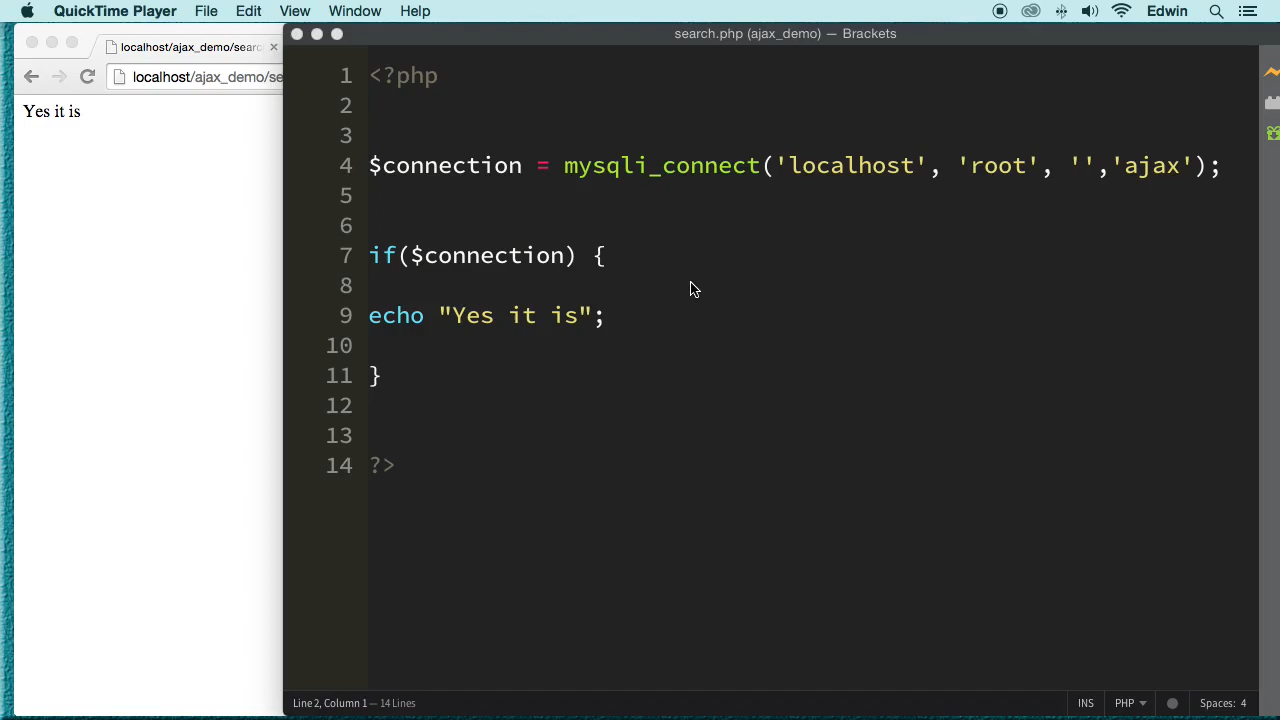 QuickTime Player File Edit View Window Help Edwin
localhost/ajax_demo/searc
search.php (ajax_demo) — Brackets
localhost/ajax_demo/se
Yes it is
1 <?php
2
3
4 $connection = mysqli_connect('localhost', 'root', '','ajax');
5
6
7 if($connection) {
8
9 echo "Yes it is";
10
11 }
12
13
14 ?>
Line 2, Column 1 — 14 Lines INS PHP Spaces: 4